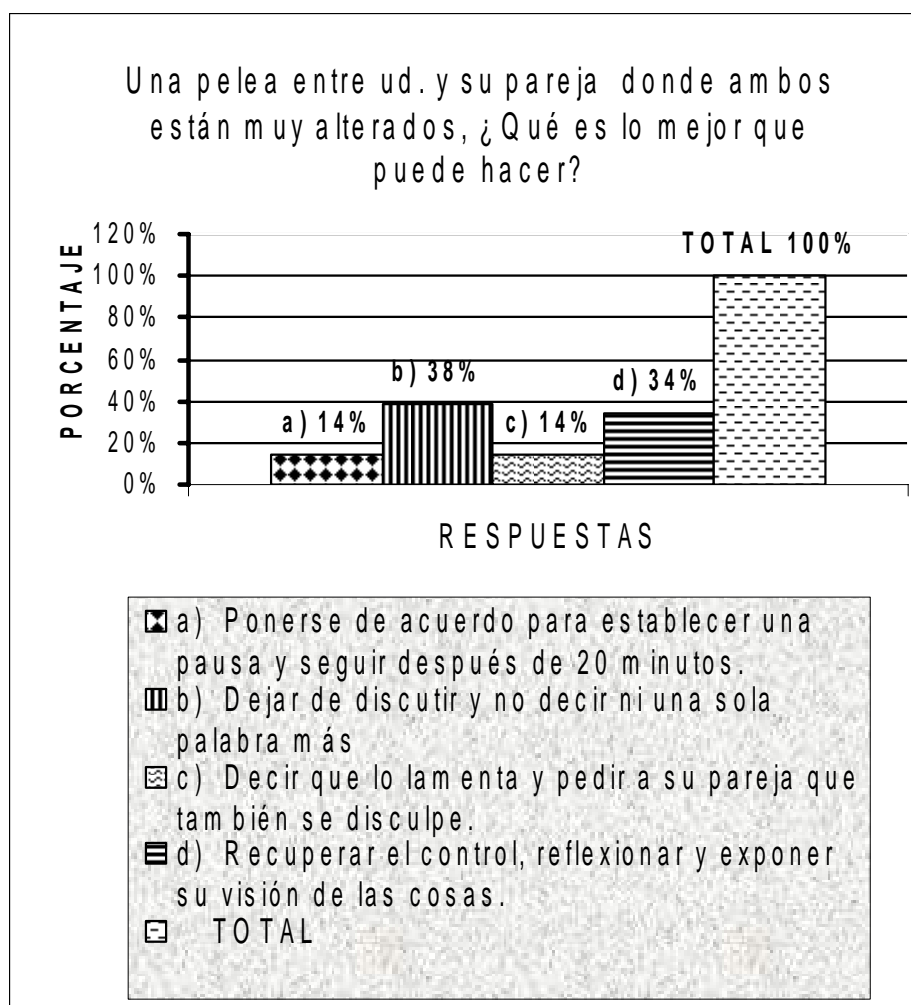 Una pelea entre ud. y su pareja donde ambos
están muy alterados, ¿Qué es lo mejor que
puede hacer?
120%
100%
80%
60%
40%
20%
0%
PORCENTAJE
TOTAL 100%
a) 14%
b) 38%
c) 14%
d) 34%
RESPUESTAS
a) Ponerse de acuerdo para establecer una
pausa y seguir después de 20 minutos.
b) Dejar de discutir y no decir ni una sola
palabra más
c) Decir que lo lamenta y pedir a su pareja que
también se disculpe.
d) Recuperar el control, reflexionar y exponer
su visión de las cosas.
TOTAL